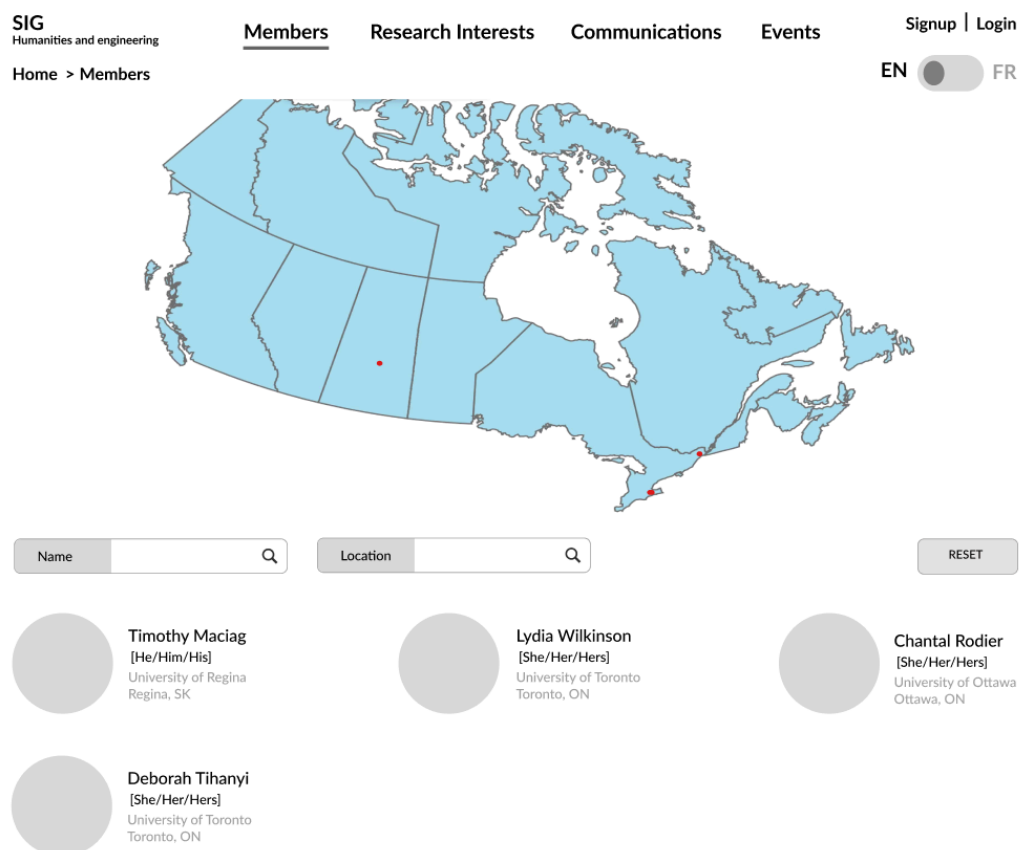 SIG
Humanities and engineering
Members
Research Interests
Communications
Events
Signup | Login
Home > Members
EN
FR
Name
Location
RESET
Timothy Maciag
[He/Him/His]
University of Regina
Regina, SK
Lydia Wilkinson
[She/Her/Hers]
University of Toronto
Toronto, ON
Chantal Rodier
[She/Her/Hers]
University of Ottawa
Ottawa, ON
Deborah Tihanyi
[She/Her/Hers]
University of Toronto
Toronto, ON